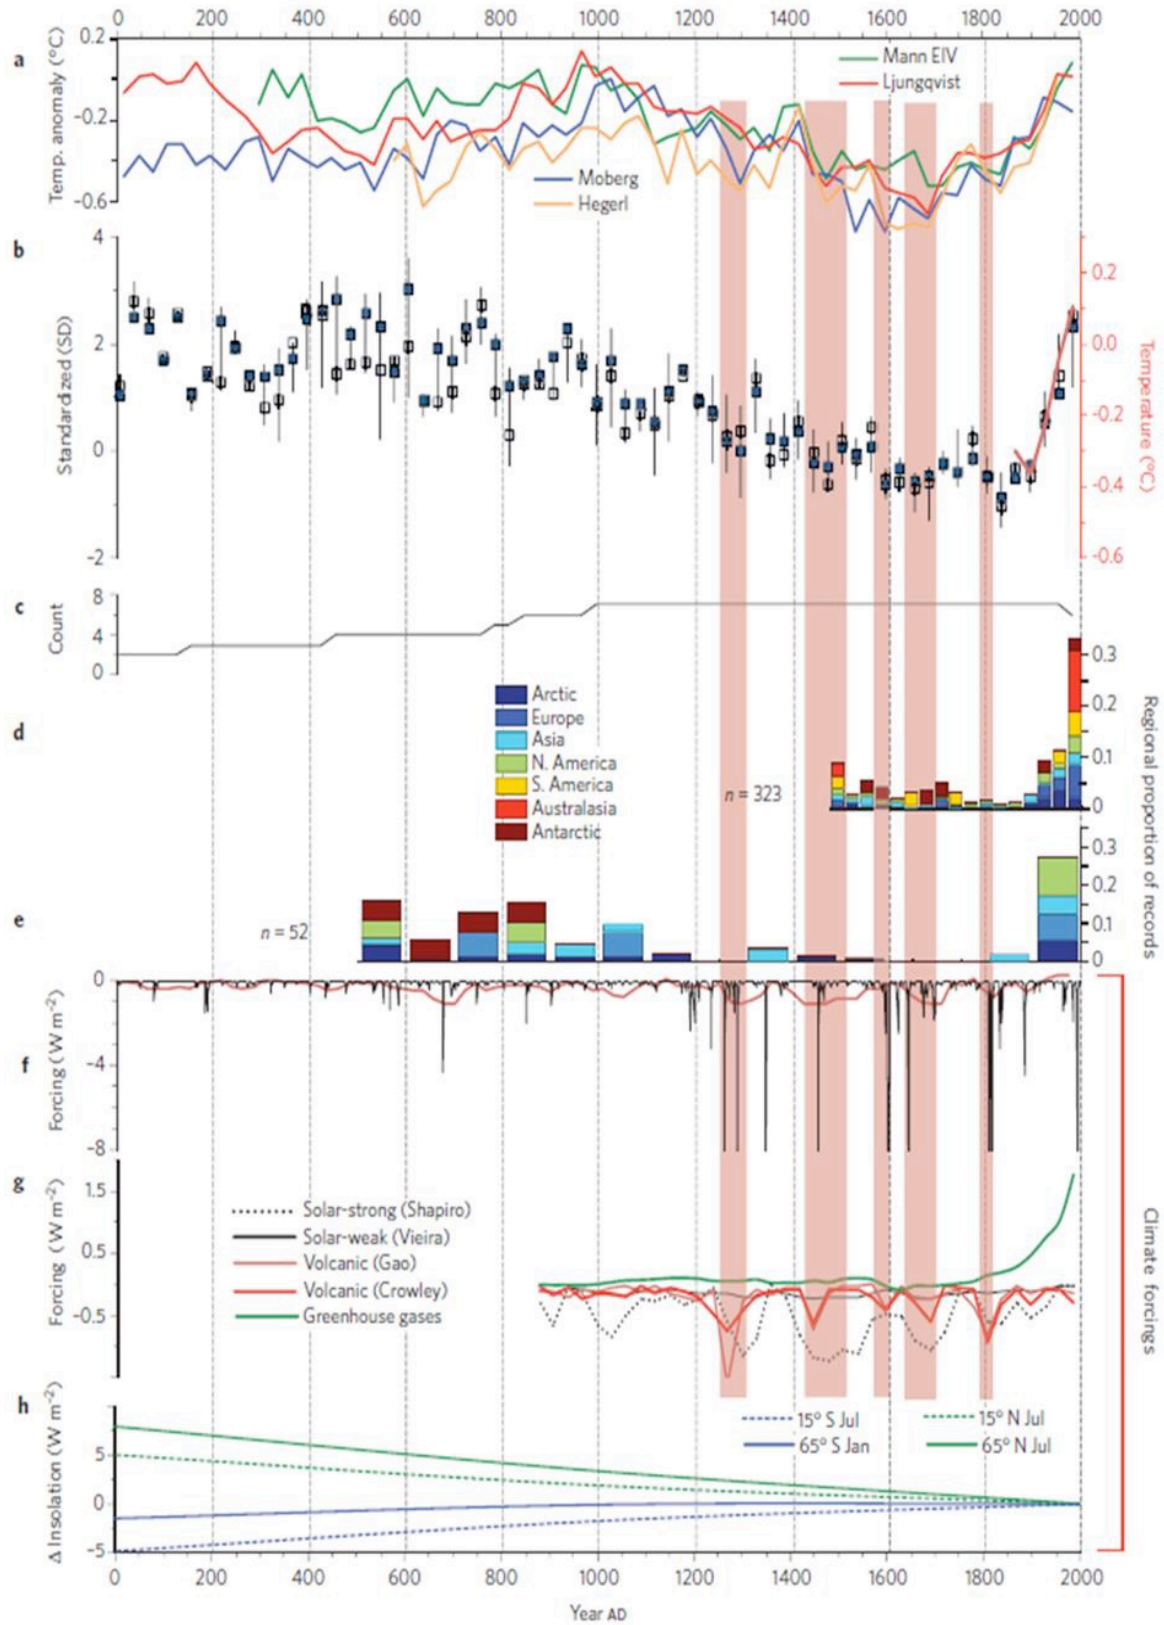 0 200 400 600 800 1000 1200 1400 1600 1800 2000
a
Temp. anomaly (°C)
0.2
-0.2
-0.6
Mann EIV
Ljungqvist
Moberg
Hegerl
b
Standardized (SD)
4
2
0
-2
0.2
0.0
-0.2
-0.4
-0.6
Temperature (°C)
c
Count
8
4
0
d
Arctic
Europe
Asia
N. America
S. America
Australasia
Antarctic
n = 323
0.3
0.2
0.1
0
Regional proportion of records
e
n = 52
0.3
0.2
0.1
0
f
Forcing (W m⁻²)
0
-4
-8
g
Forcing (W m⁻²)
1.5
0.5
-0.5
Solar-strong (Shapiro)
Solar-weak (Vieira)
Volcanic (Gao)
Volcanic (Crowley)
Greenhouse gases
Climate forcings
h
Δ Insolation (W m⁻²)
5
0
-5
15° S Jul
15° N Jul
65° S Jan
65° N Jul
0 200 400 600 800 1000 1200 1400 1600 1800 2000
Year AD